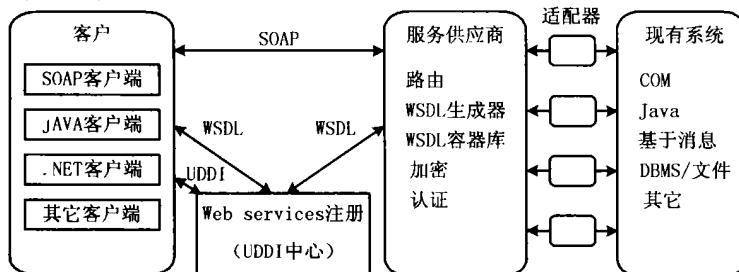 客户
SOAP客户端
jAVA客户端
.NET客户端
其它客户端
SOAP
WSDL
WSDL
UDDI
Web services注册
（UDDI中心）
服务供应商
路由
WSDL生成器
WSDL容器库
加密
认证
适配器
现有系统
COM
Java
基于消息
DBMS/文件
其它